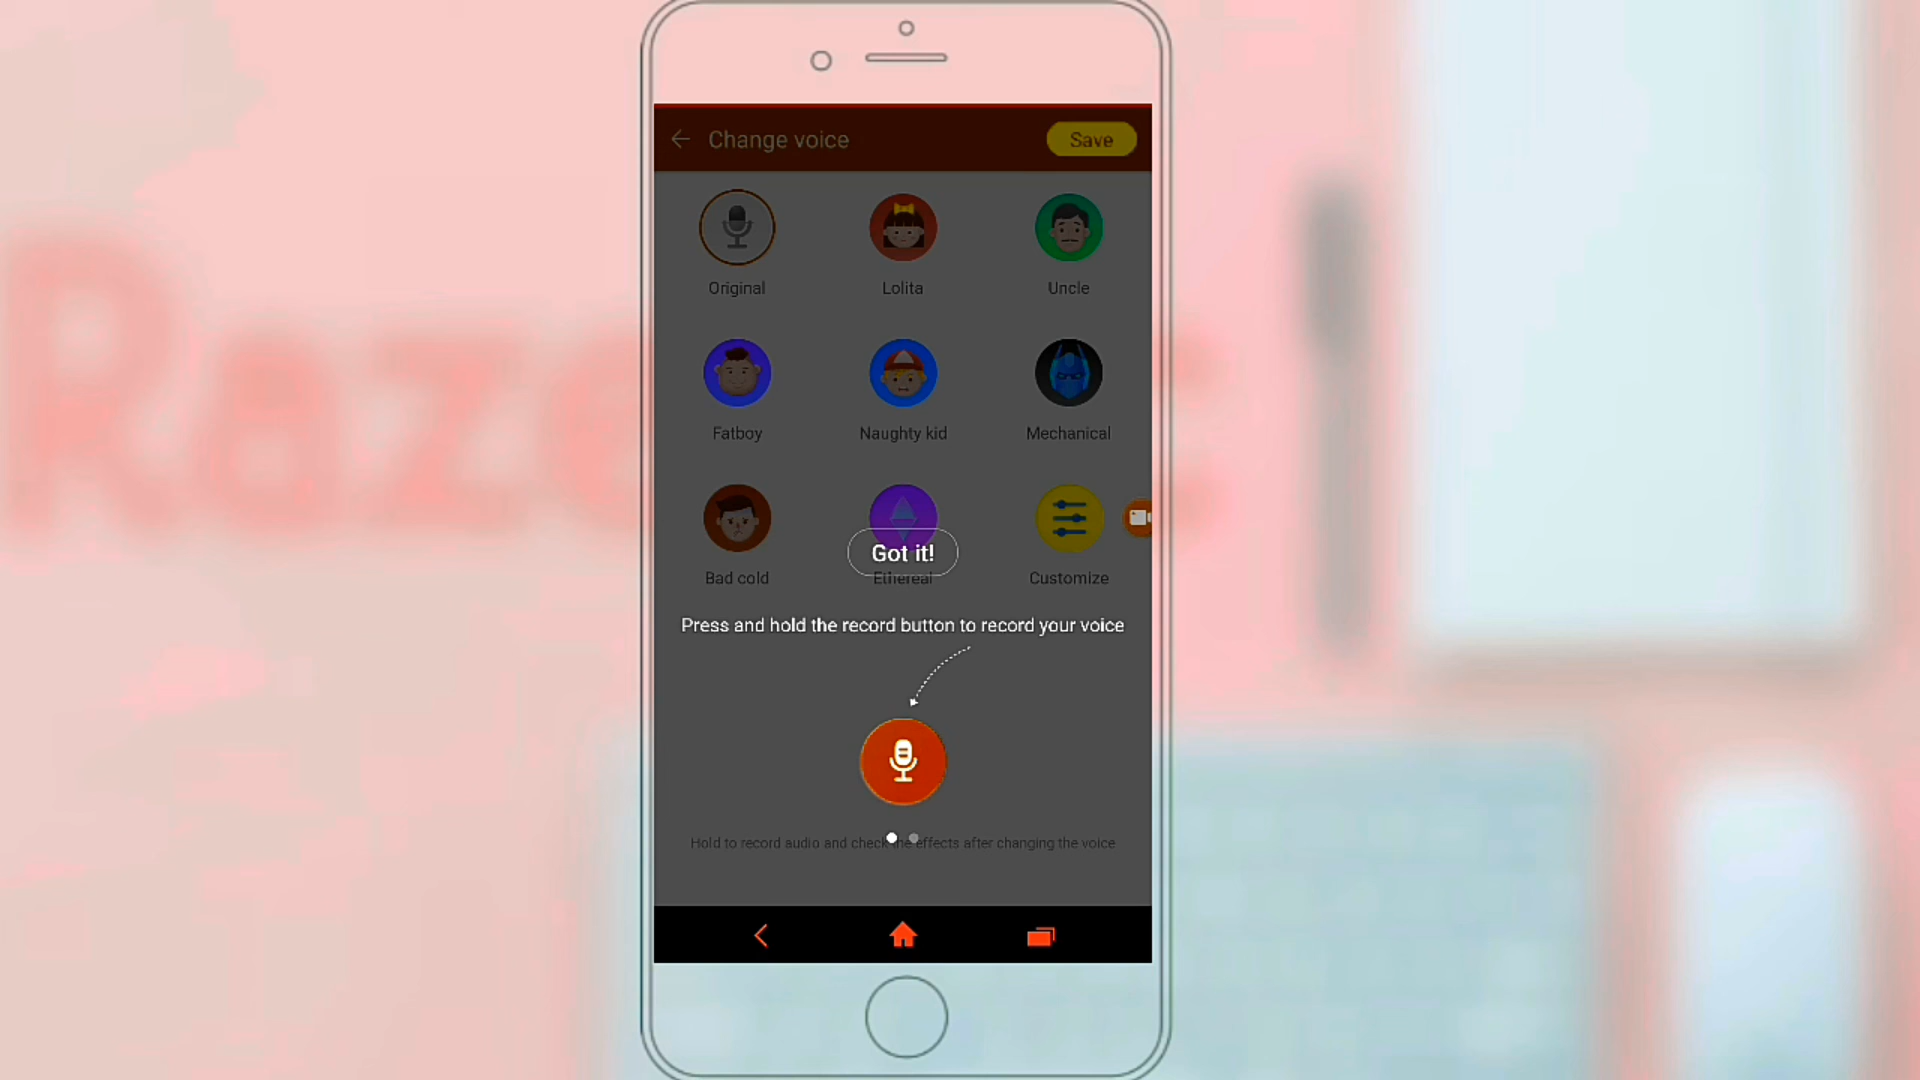 Change voice
Save
Original
Lolita
Uncle
Fatboy
Naughty kid
Mechanical
Bad cold
Got it!
Ethereal
Customize
Press and hold the record button to record your voice
Hold to record audio and check the effects after changing the voice